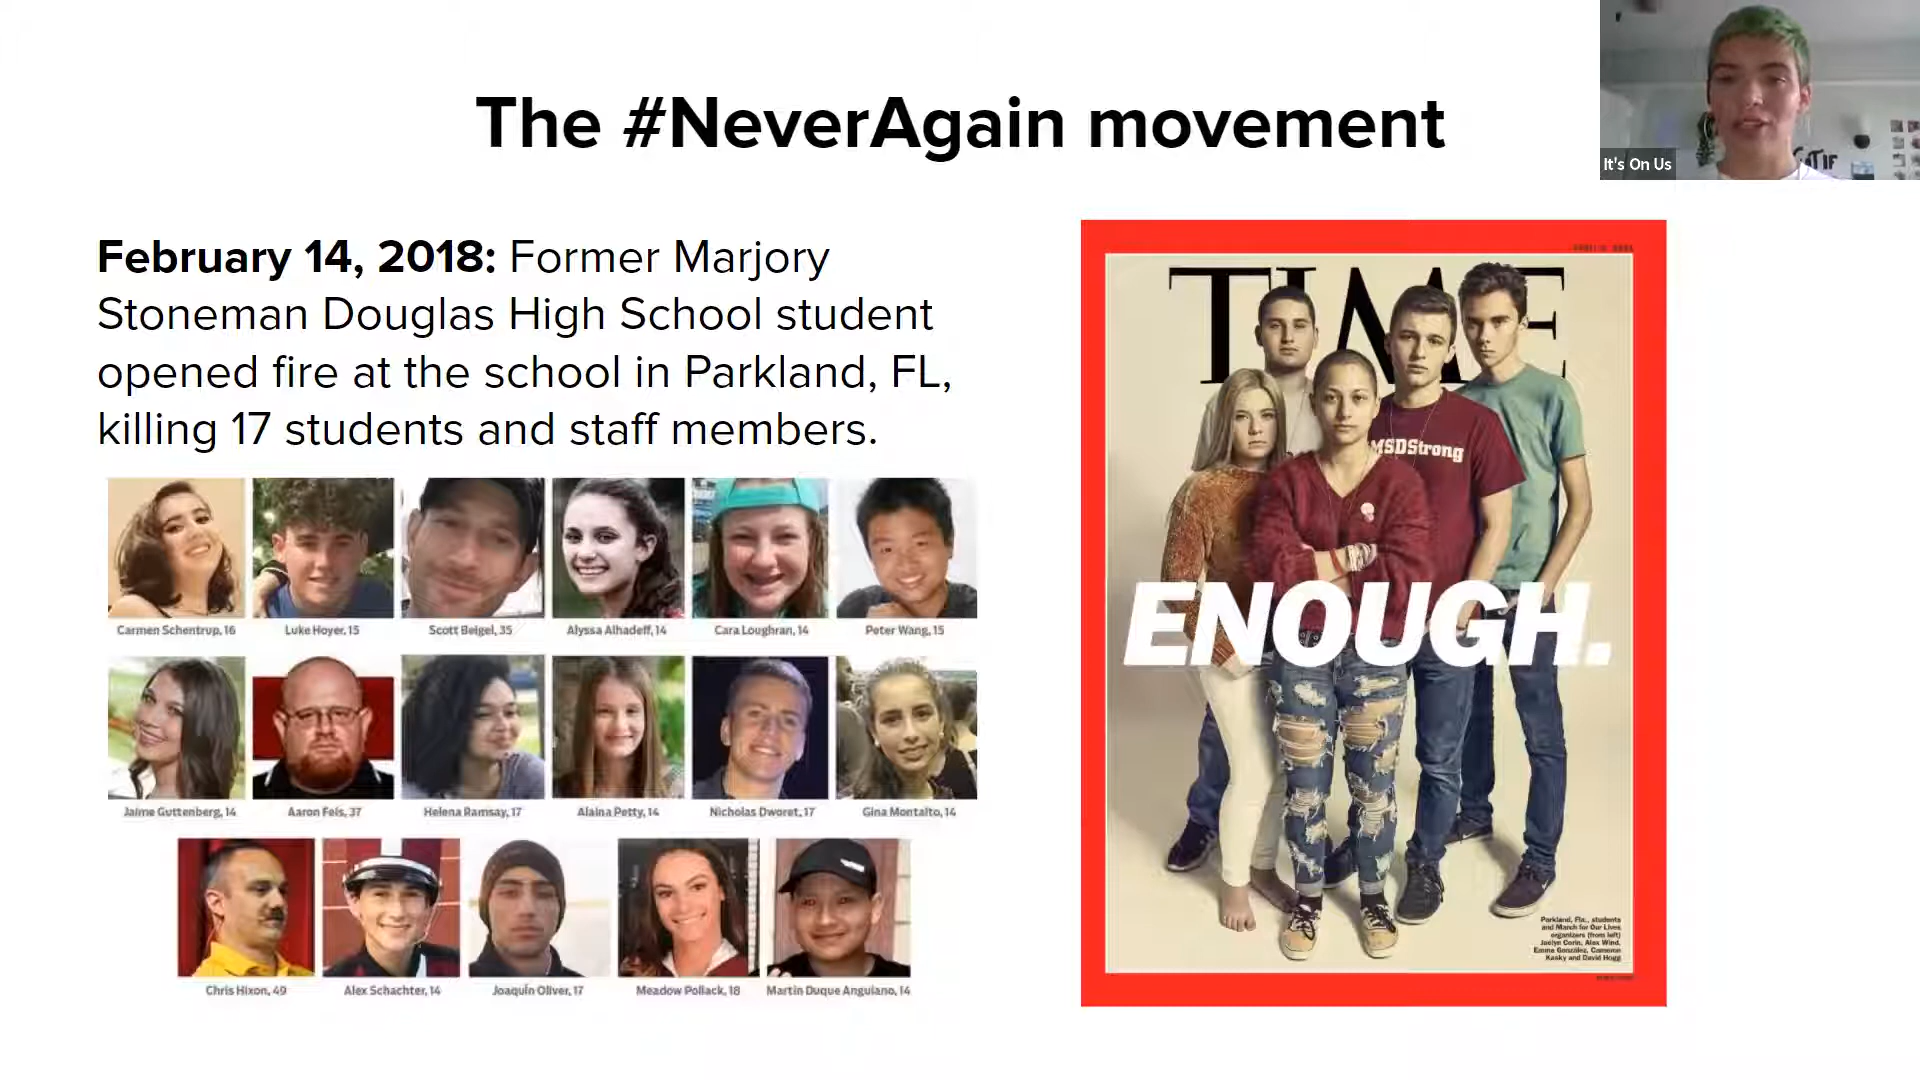 The #NeverAgain movement
It's On Us
February 14, 2018: Former Marjory
Stoneman Douglas High School student
opened fire at the school in Parkland, FL,
killing 17 students and staff members.
Carmen Schentrup, 16
Luke Hoyer, 15
Scott Beigel, 35
Alyssa Alhadeff, 14
Cara Loughran, 14
Peter Wang, 15
Jaime Guttenberg, 14
Aaron Feis, 37
Helena Ramsay, 17
Alaina Petty, 14
Nicholas Dworet, 17
Gina Montalto, 14
Chris Hixon, 49
Alex Schachter, 14
Joaquín Oliver, 17
Meadow Pollack, 18
Martin Duque Anguiano, 14
TIME
MSDStrong
ENOUGH.
Parkland, Fla., students
and March for Our Lives
organizers (from left)
Jaclyn Corin, Alex Wind,
Emma González, Cameron
Kasky and David Hogg